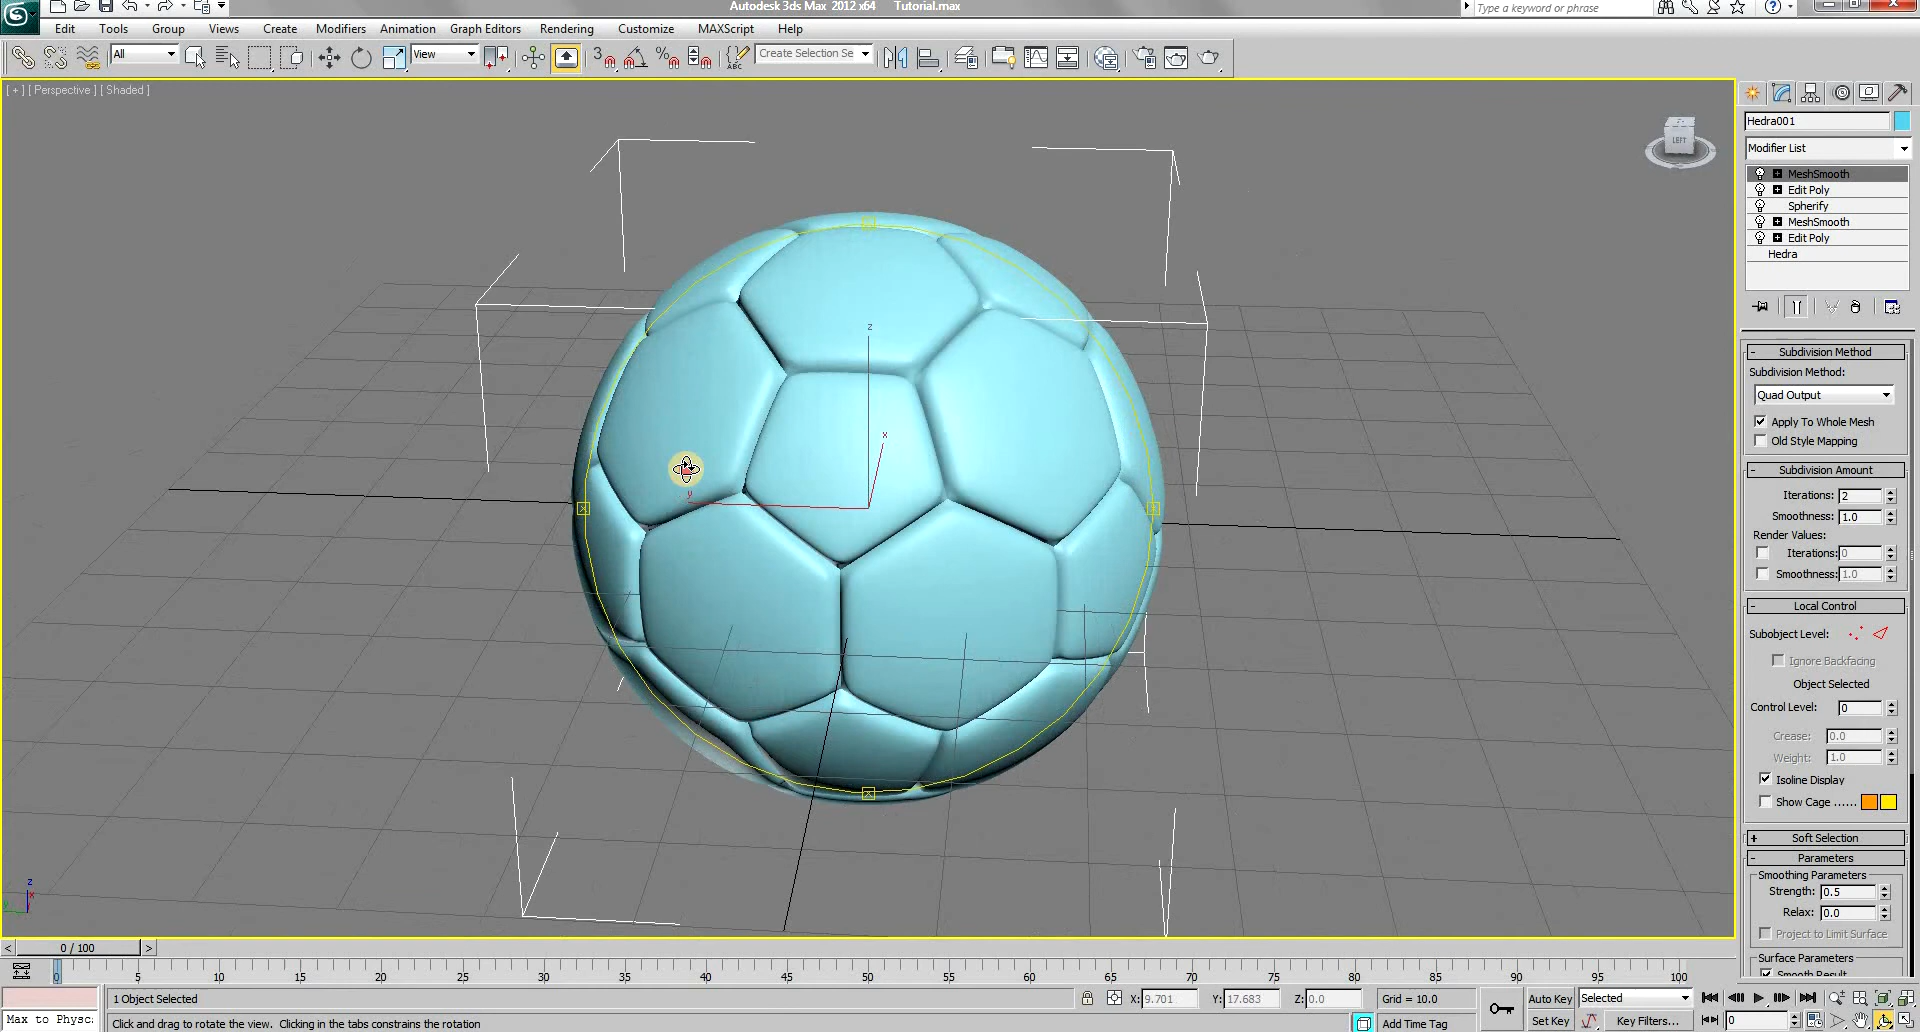 Autodesk 3ds Max 2012 x64 Tutorial.max
Type a keyword or phrase
Edit Tools Group Views Create Modifiers Animation Graph Editors Rendering Customize MAXScript Help
All
View
3
ABC
Create Selection Se
[ + ] [ Perspective ] [ Shaded ]
LEFT
Hedra001
Modifier List
MeshSmooth
Edit Poly
Spherify
MeshSmooth
Edit Poly
Hedra
Subdivision Method
Subdivision Method:
Quad Output
Apply To Whole Mesh
Old Style Mapping
Subdivision Amount
Iterations: 2
Smoothness: 1.0
Render Values:
Iterations: 0
Smoothness: 1.0
Local Control
Subobject Level:
Ignore Backfacing
Object Selected
Control Level: 0
Crease: 0.0
Weight: 1.0
Isoline Display
Show Cage ......
Soft Selection
Parameters
Smoothing Parameters
Strength: 0.5
Relax: 0.0
Project to Limit Surface
Surface Parameters
Smooth Result
z
x
y
z
x
y
0 / 100
0 5 10 15 20 25 30 35 40 45 50 55 60 65 70 75 80 85 90 95 100
1 Object Selected
X: 9.701 Y: 17.683 Z: 0.0
Grid = 10.0
Auto Key
Selected
Max to Physc:
Click and drag to rotate the view. Clicking in the tabs constrains the rotation
Add Time Tag
Set Key
Key Filters...
0